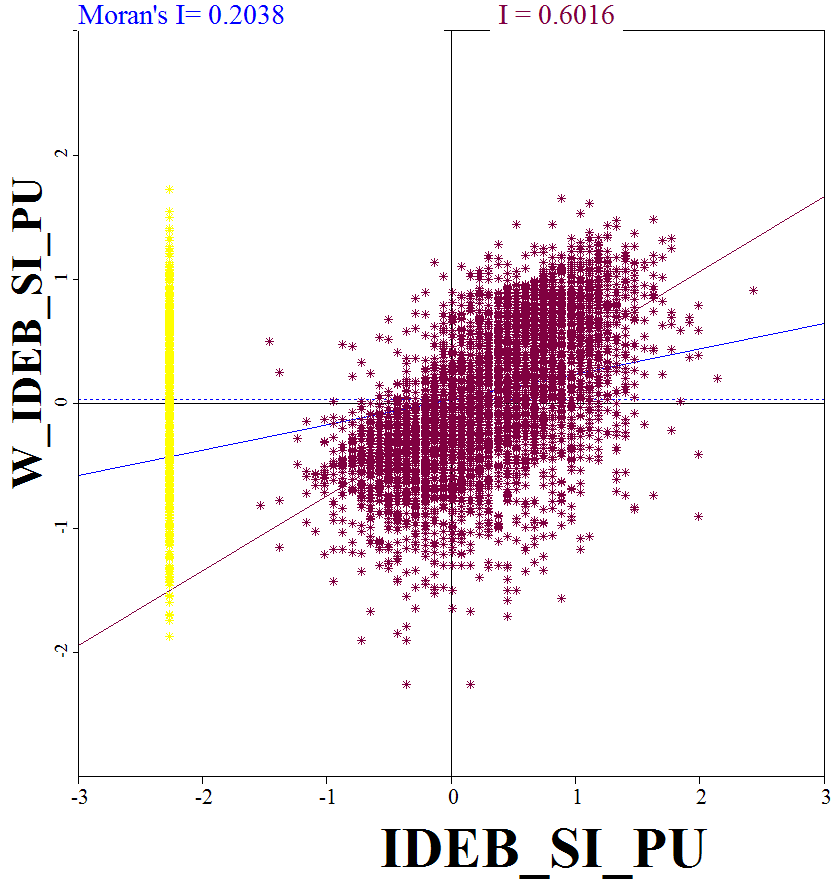 Moran's I= 0.2038
I = 0.6016
W_IDEB_SI_PU
2
1
0
-1
-2
-3 -2 -1 0 1 2 3
IDEB_SI_PU